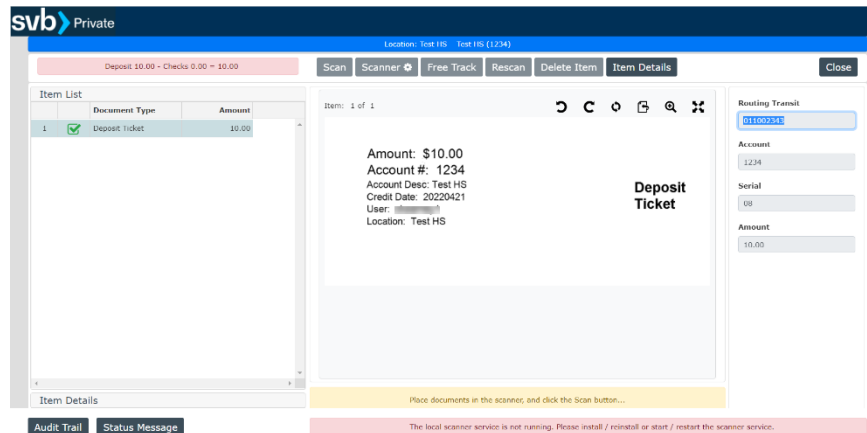 svb Private
Location: Test HS Test HS (1234)
Deposit 10.00 - Checks 0.00 = 10.00
Scan Scanner Free Track Rescan Delete Item Item Details Close
Item List
Document Type Amount
1 Deposit Ticket 10.00
Item: 1 of 1
Amount: $10.00
Account #: 1234
Account Desc: Test HS
Credit Date: 20220421
User:
Location: Test HS
Deposit
Ticket
Routing Transit
011002343
Account
1234
Serial
08
Amount
10.00
Item Details
Place documents in the scanner, and click the Scan button...
Audit Trail Status Message
The local scanner service is not running. Please install / reinstall or start / restart the scanner service.